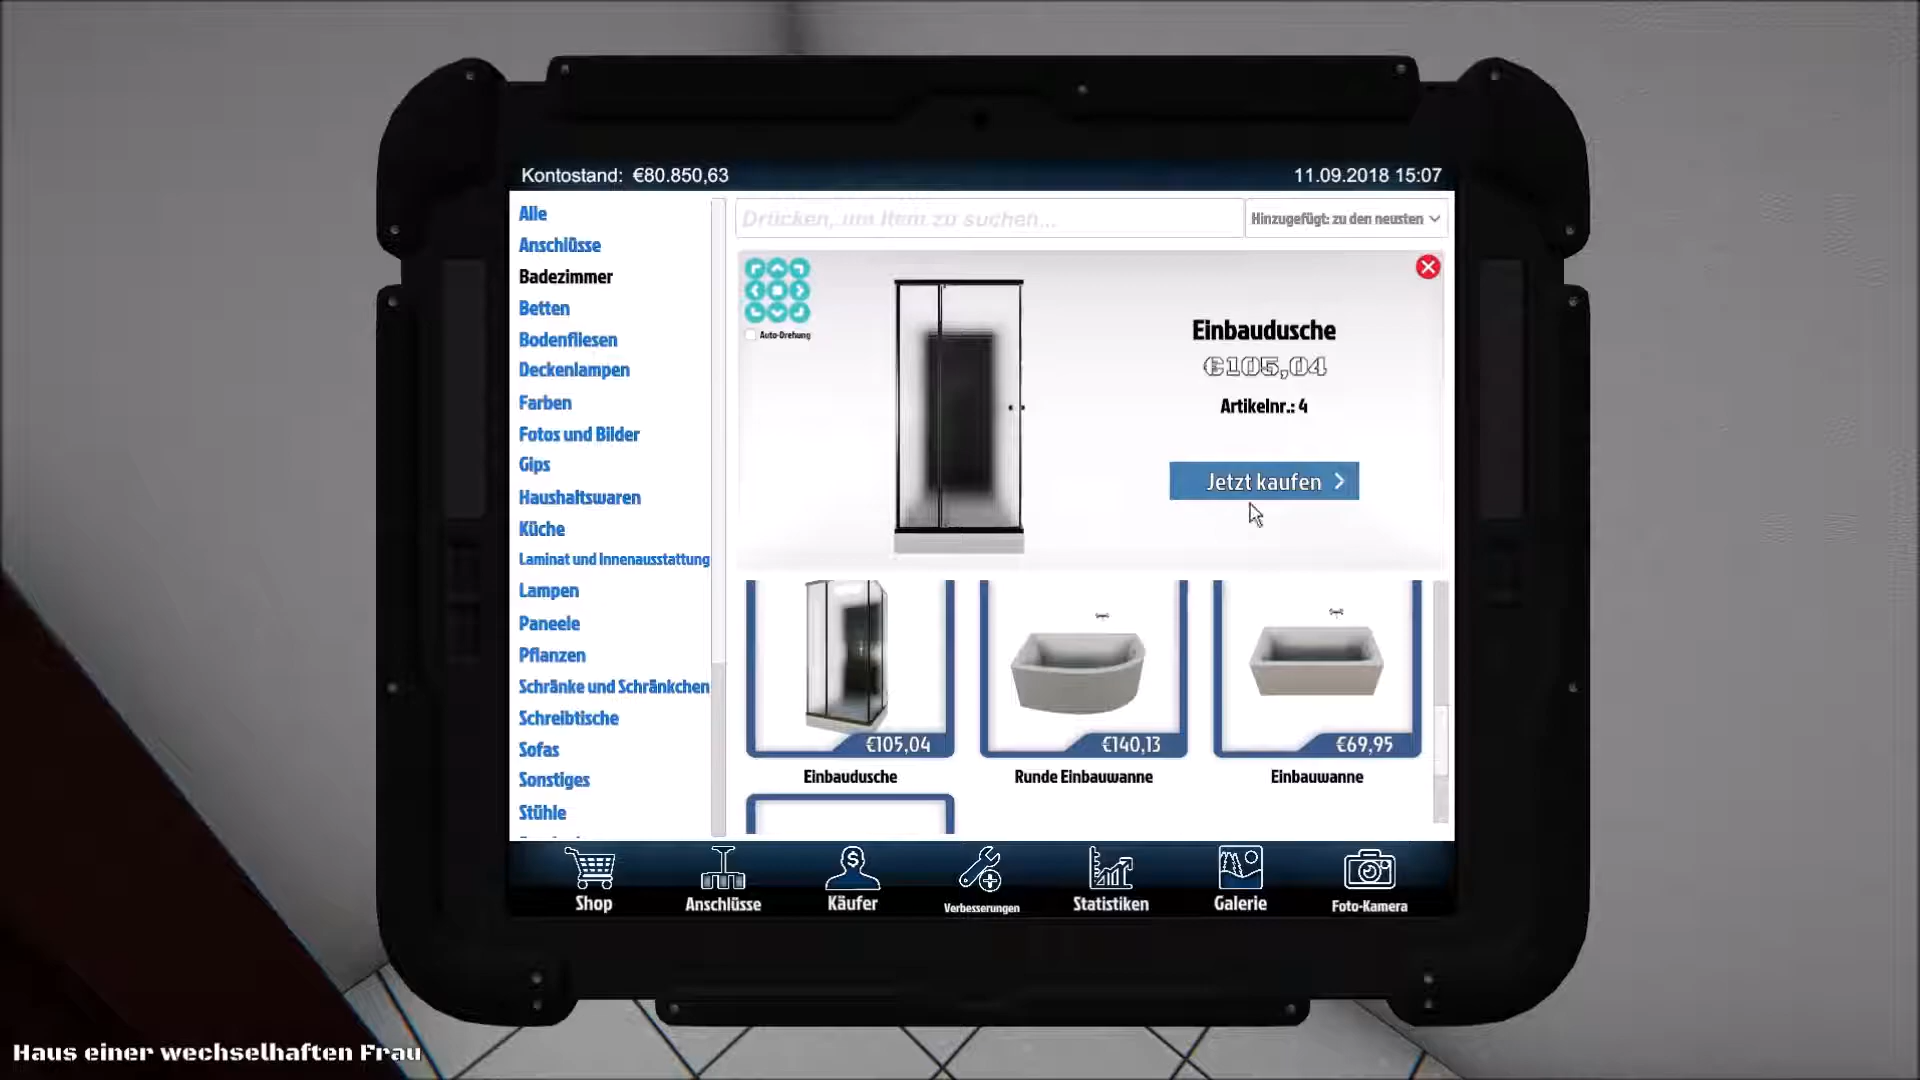 Kontostand: €80.850,63
11.09.2018 15:07
Alle
Anschlüsse
Badezimmer
Betten
Bodenfliesen
Deckenlampen
Farben
Fotos und Bilder
Gips
Haushaltswaren
Küche
Laminat und Innenausstattung
Lampen
Paneele
Pflanzen
Schränke und Schränkchen
Schreibtische
Sofas
Sonstiges
Stühle
Drücken, um Item zu suchen...
Hinzugefügt: zu den neusten
Auto-Drehung
Einbaudusche
€105,04
Artikelnr.: 4
Jetzt kaufen
€105,04
€140,13
€69,95
Einbaudusche
Runde Einbauwanne
Einbauwanne
Shop
Anschlüsse
Käufer
Verbesserungen
Statistiken
Galerie
Foto-Kamera
Haus einer wechselhaften Frau